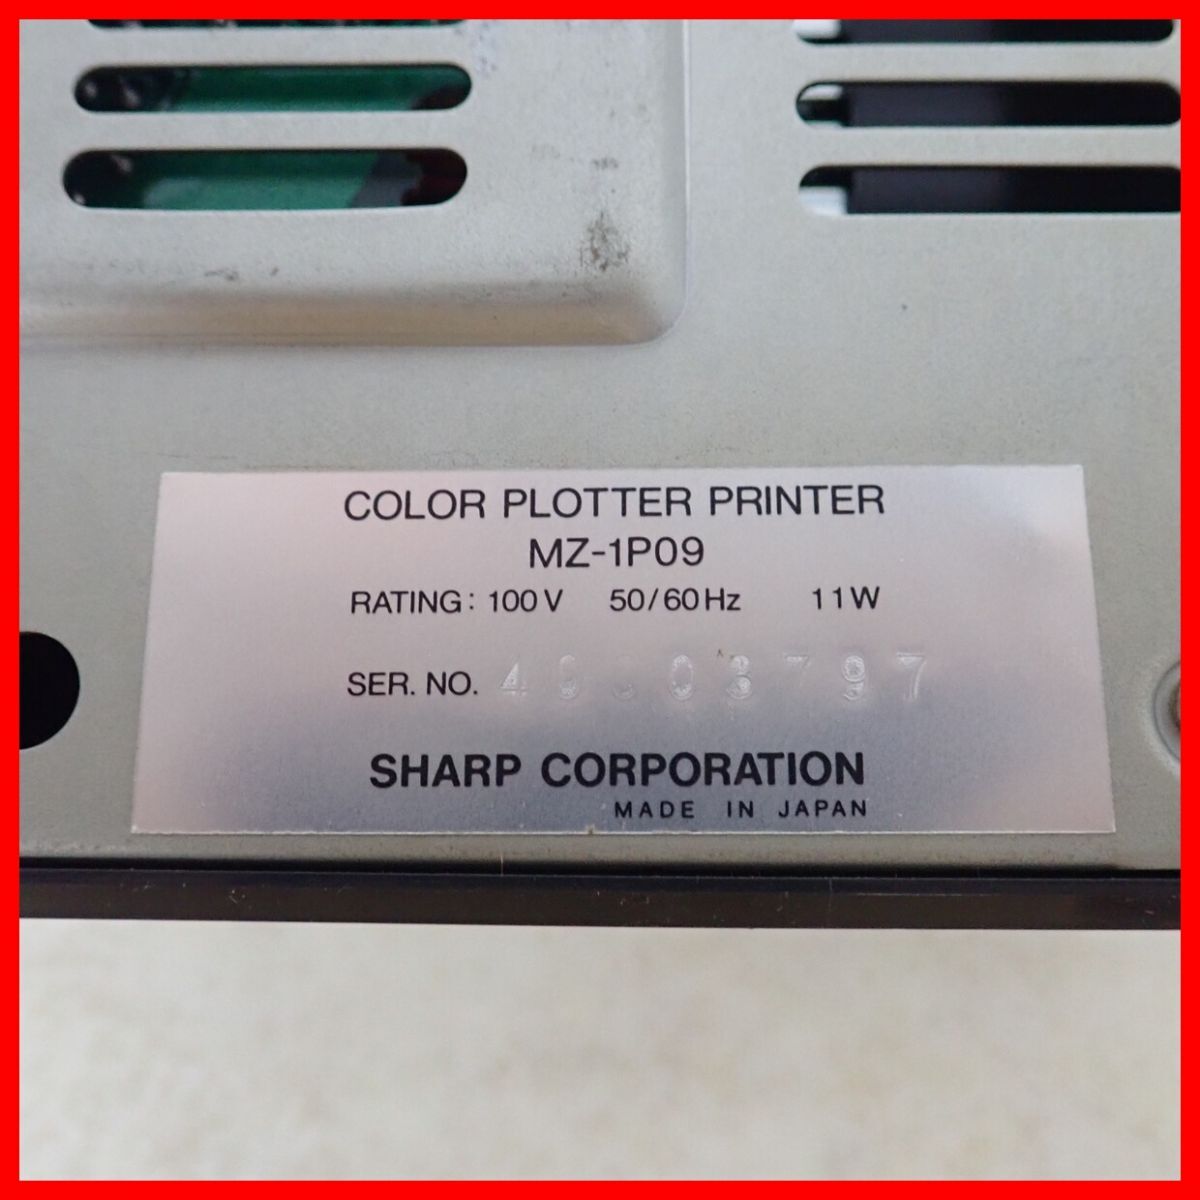 COLOR PLOTTER PRINTER
MZ-1P09
RATING: 100V 50/60Hz 11W
SER. NO.
SHARP CORPORATION
MADE IN JAPAN